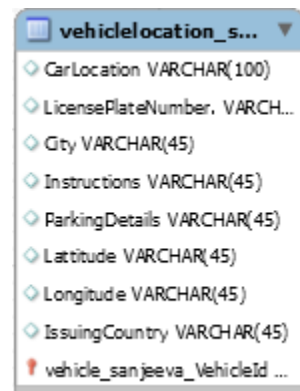 vehiclelocation_s...
CarLocation VARCHAR(100)
LicensePlateNumber. VARCH...
City VARCHAR(45)
Instructions VARCHAR(45)
ParkingDetails VARCHAR(45)
Lattitude VARCHAR(45)
Longitude VARCHAR(45)
IssuingCountry VARCHAR(45)
vehicle_sanjeeva_VehicleId ...